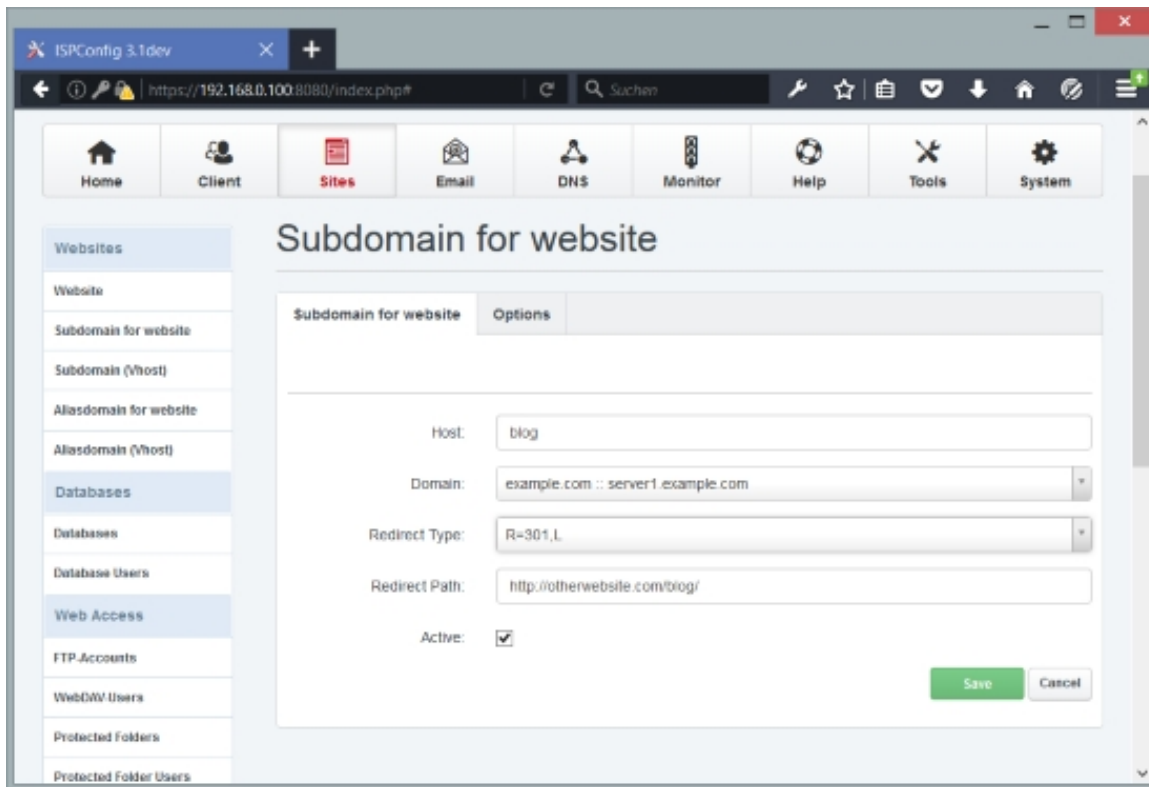 ISPConfig 3.1dev
https://192.168.0.100:8080/index.php#
Suchen
Home Client Sites Email DNS Monitor Help Tools System
Websites
Website
Subdomain for website
Subdomain (Vhost)
Aliasdomain for website
Aliasdomain (Vhost)
Databases
Databases
Database Users
Web Access
FTP-Accounts
WebDAV-Users
Protected Folders
Protected Folder Users
Subdomain for website
Subdomain for website Options
Host: blog
Domain: example.com :: server1.example.com
Redirect Type: R=301,L
Redirect Path: http://otherwebsite.com/blog/
Active:
Save Cancel